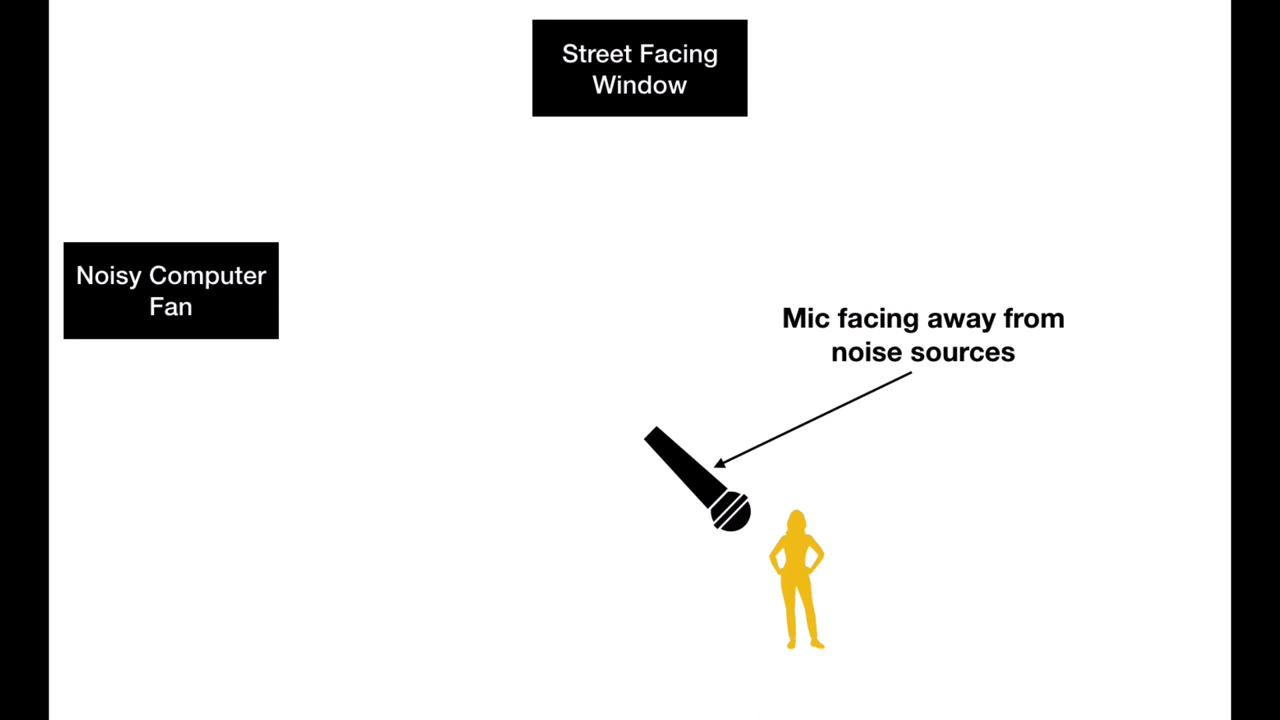 Street Facing
Window
Noisy Computer
Fan
Mic facing away from
noise sources